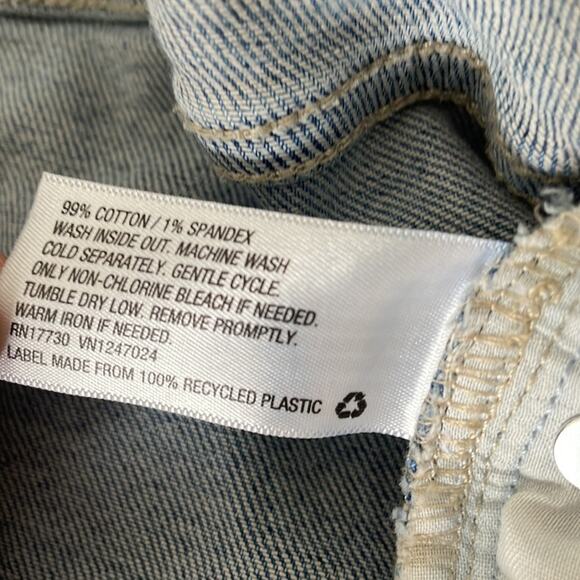 99% COTTON / 1% SPANDEX
WASH INSIDE OUT. MACHINE WASH
COLD SEPARATELY. GENTLE CYCLE.
ONLY NON-CHLORINE BLEACH IF NEEDED.
TUMBLE DRY LOW. REMOVE PROMPTLY.
WARM IRON IF NEEDED.
RN17730 VN1247024
LABEL MADE FROM 100% RECYCLED PLASTIC